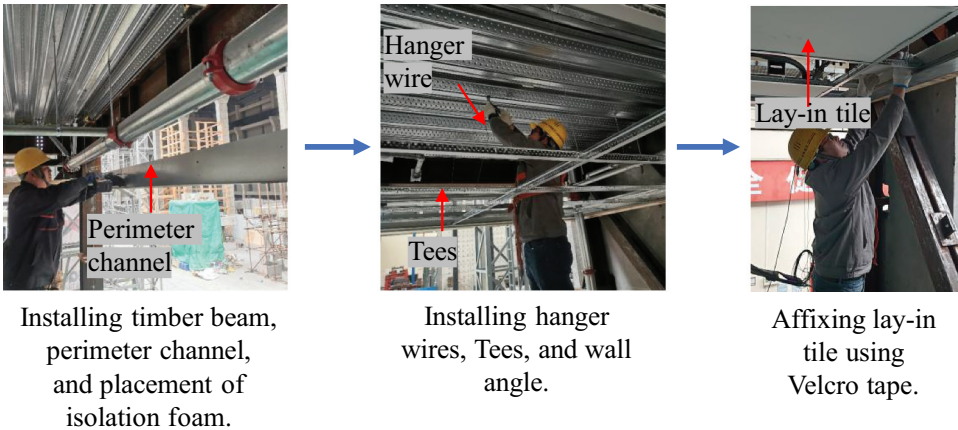 Perimeter
channel
Hanger
wire
Tees
Lay-in tile
全
Installing timber beam,
perimeter channel,
and placement of
isolation foam.
Installing hanger
wires, Tees, and wall
angle.
Affixing lay-in
tile using
Velcro tape.